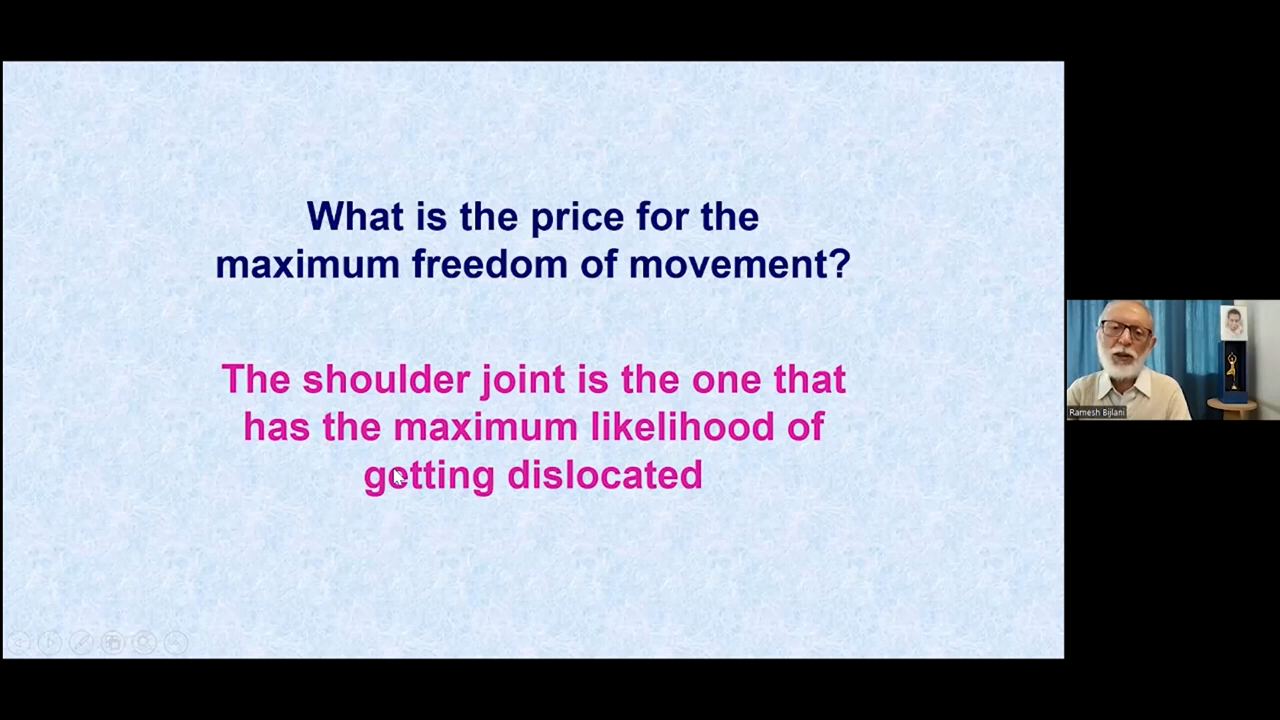 What is the price for the
maximum freedom of movement?
The shoulder joint is the one that
has the maximum likelihood of
getting dislocated
Ramesh Bijlani